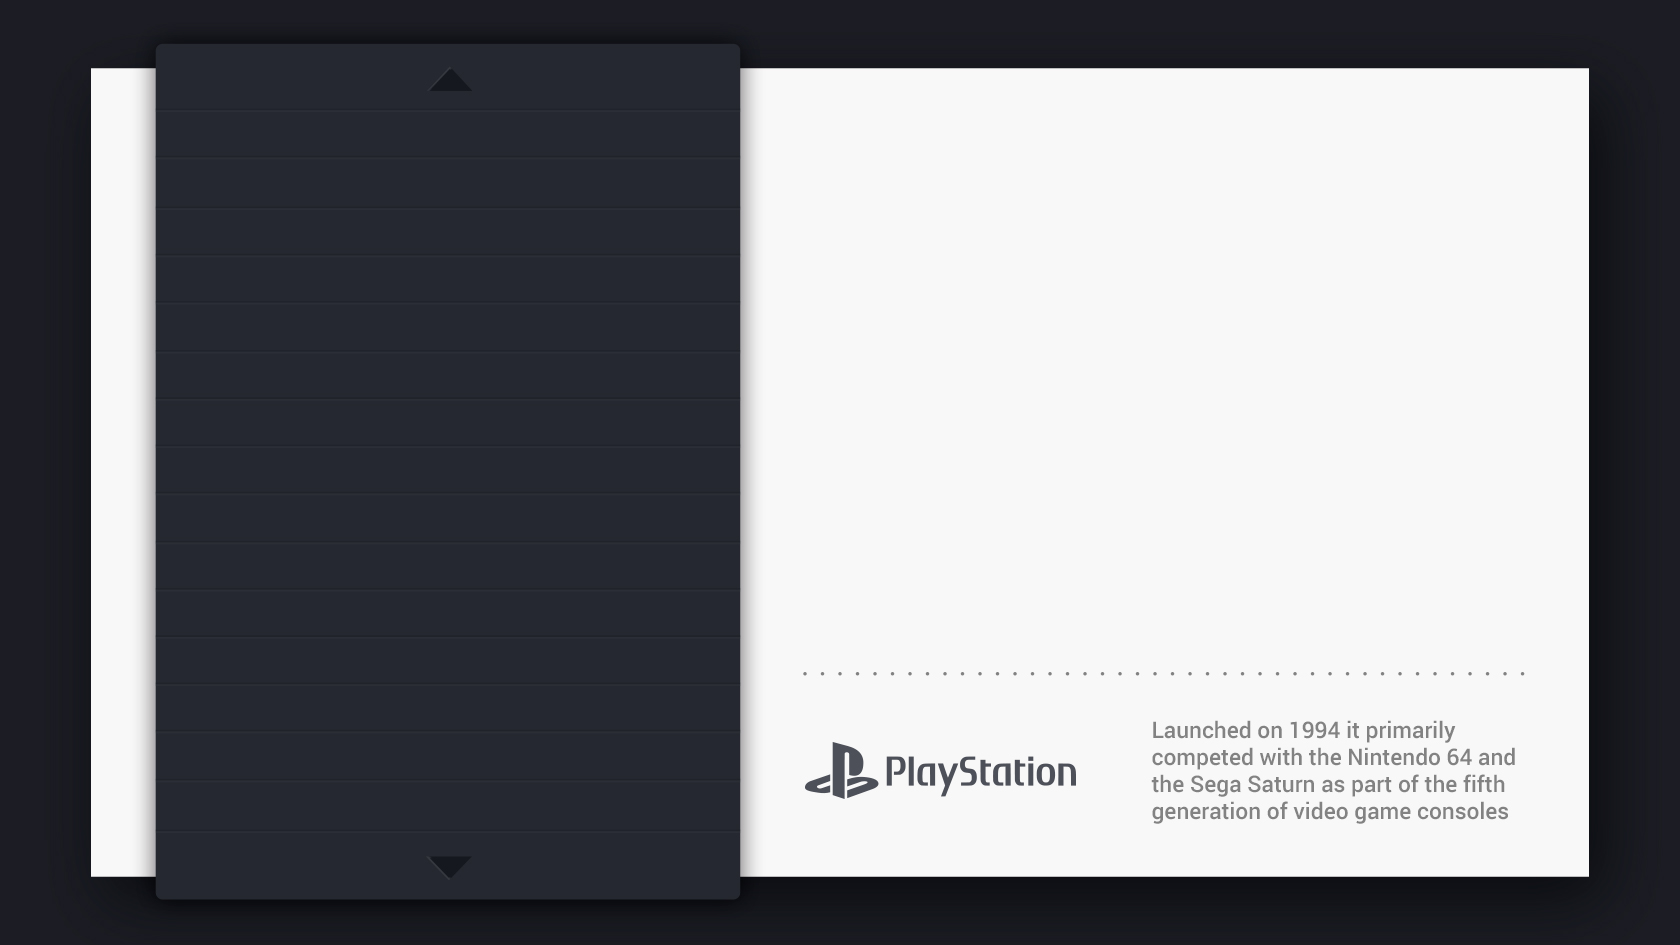 PlayStation
Launched on 1994 it primarily
competed with the Nintendo 64 and
the Sega Saturn as part of the fifth
generation of video game consoles